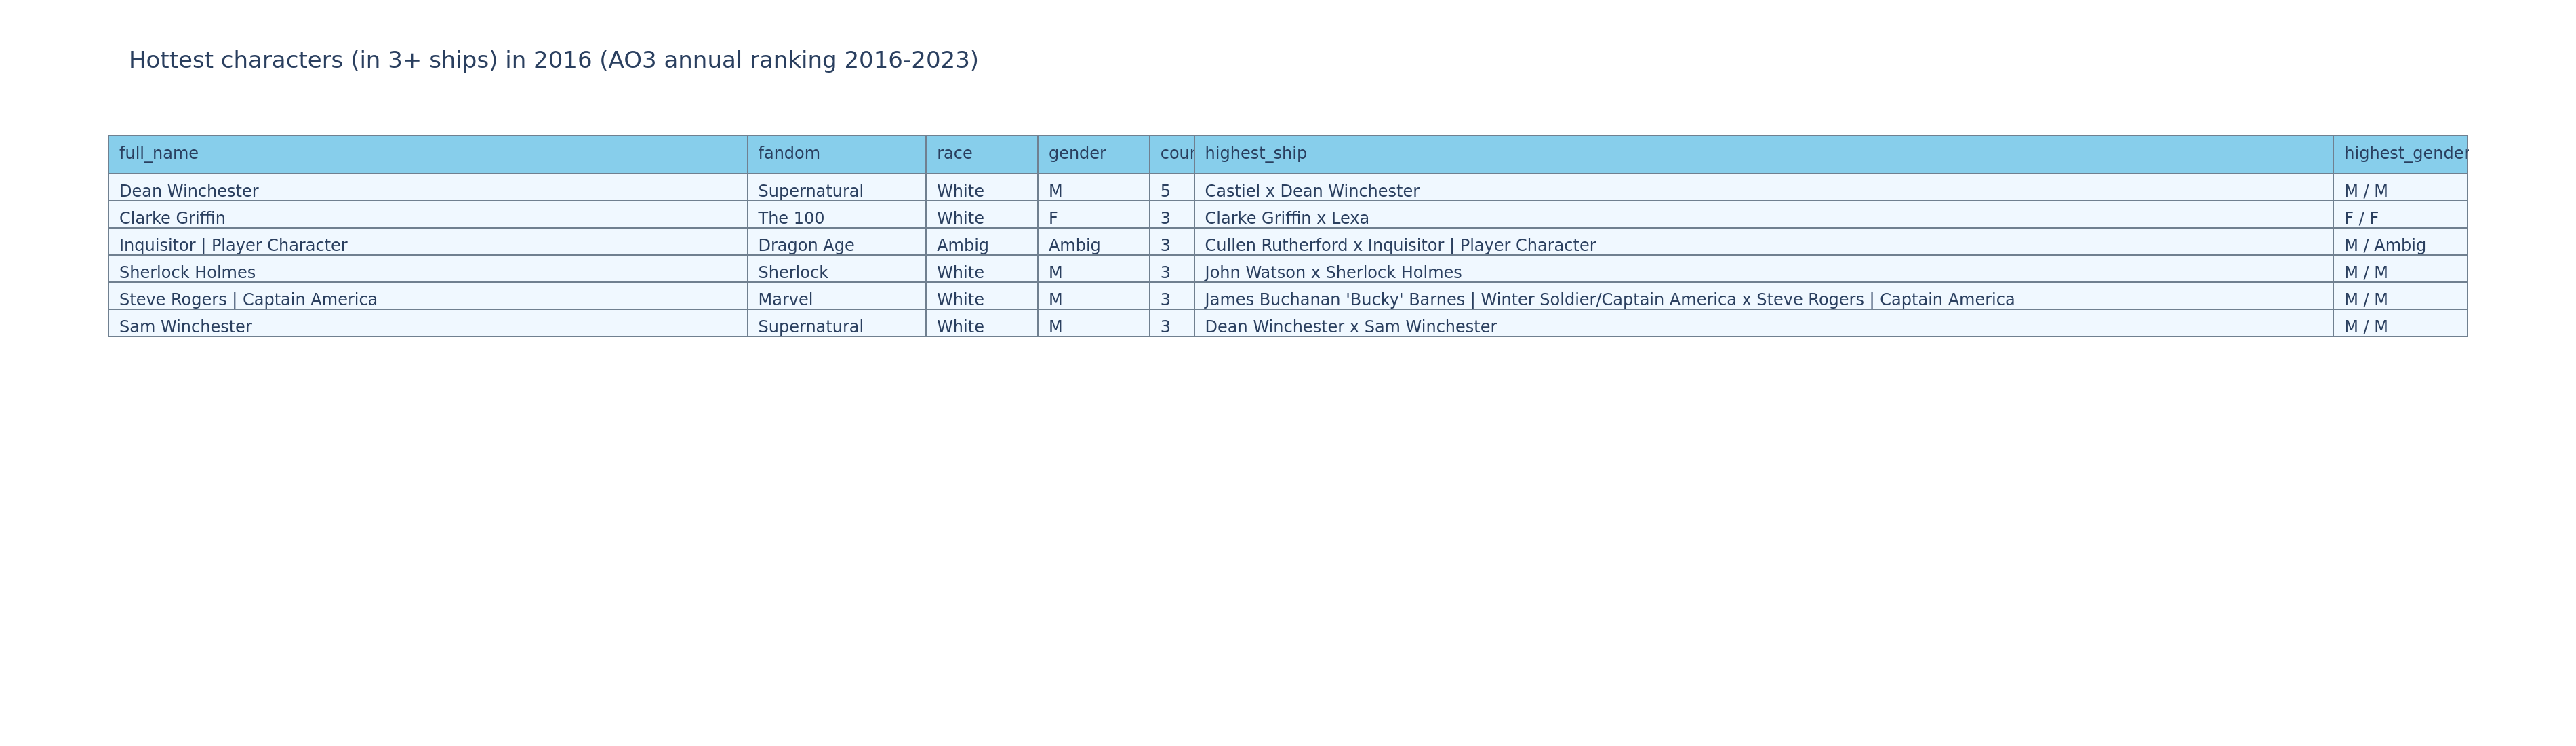 Hottest characters (in 3+ ships) in 2016 (AO3 annual ranking 2016-2023)
full_name fandom race gender cour highest_ship highest_gender
Dean Winchester Supernatural White M 5 Castiel x Dean Winchester M / M
Clarke Griffin The 100 White F 3 Clarke Griffin x Lexa F / F
Inquisitor | Player Character Dragon Age Ambig Ambig 3 Cullen Rutherford x Inquisitor | Player Character M / Ambig
Sherlock Holmes Sherlock White M 3 John Watson x Sherlock Holmes M / M
Steve Rogers | Captain America Marvel White M 3 James Buchanan 'Bucky' Barnes | Winter Soldier/Captain America x Steve Rogers | Captain America M / M
Sam Winchester Supernatural White M 3 Dean Winchester x Sam Winchester M / M